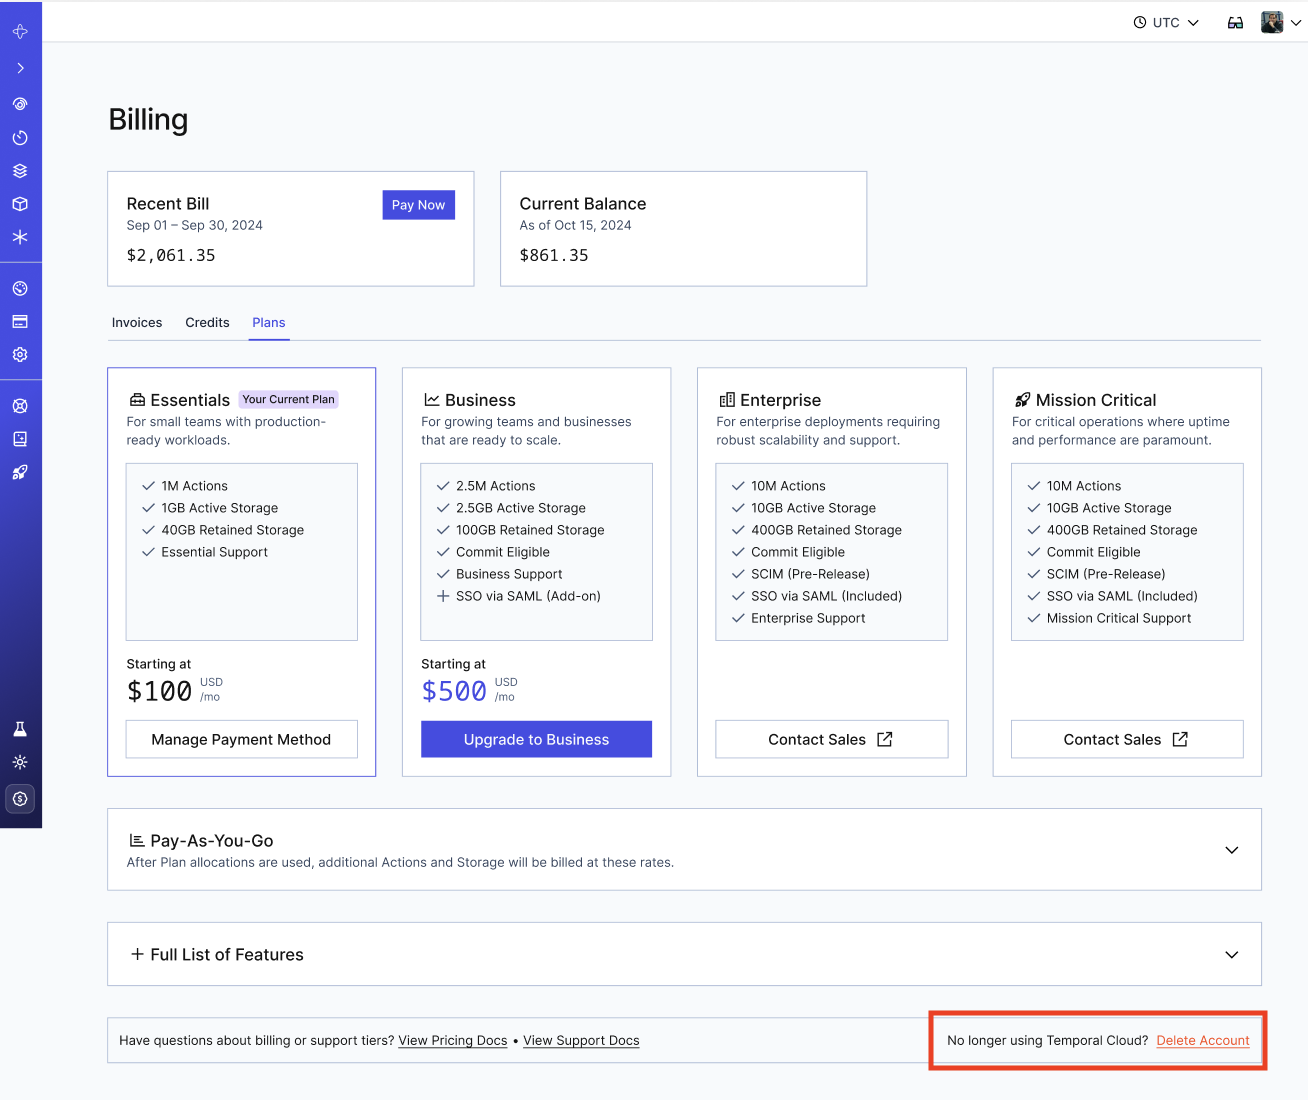 UTC
Billing
Recent Bill
Pay Now
Sep 01 – Sep 30, 2024
$2,061.35
Current Balance
As of Oct 15, 2024
$861.35
Invoices Credits Plans
Essentials Your Current Plan
For small teams with production-
ready workloads.
1M Actions
1GB Active Storage
40GB Retained Storage
Essential Support
Starting at
$100 USD
/mo
Manage Payment Method
Business
For growing teams and businesses
that are ready to scale.
2.5M Actions
2.5GB Active Storage
100GB Retained Storage
Commit Eligible
Business Support
SSO via SAML (Add-on)
Starting at
$500 USD
/mo
Upgrade to Business
Enterprise
For enterprise deployments requiring
robust scalability and support.
10M Actions
10GB Active Storage
400GB Retained Storage
Commit Eligible
SCIM (Pre-Release)
SSO via SAML (Included)
Enterprise Support
Contact Sales
Mission Critical
For critical operations where uptime
and performance are paramount.
10M Actions
10GB Active Storage
400GB Retained Storage
Commit Eligible
SCIM (Pre-Release)
SSO via SAML (Included)
Mission Critical Support
Contact Sales
Pay-As-You-Go
After Plan allocations are used, additional Actions and Storage will be billed at these rates.
Full List of Features
Have questions about billing or support tiers? View Pricing Docs • View Support Docs
No longer using Temporal Cloud? Delete Account